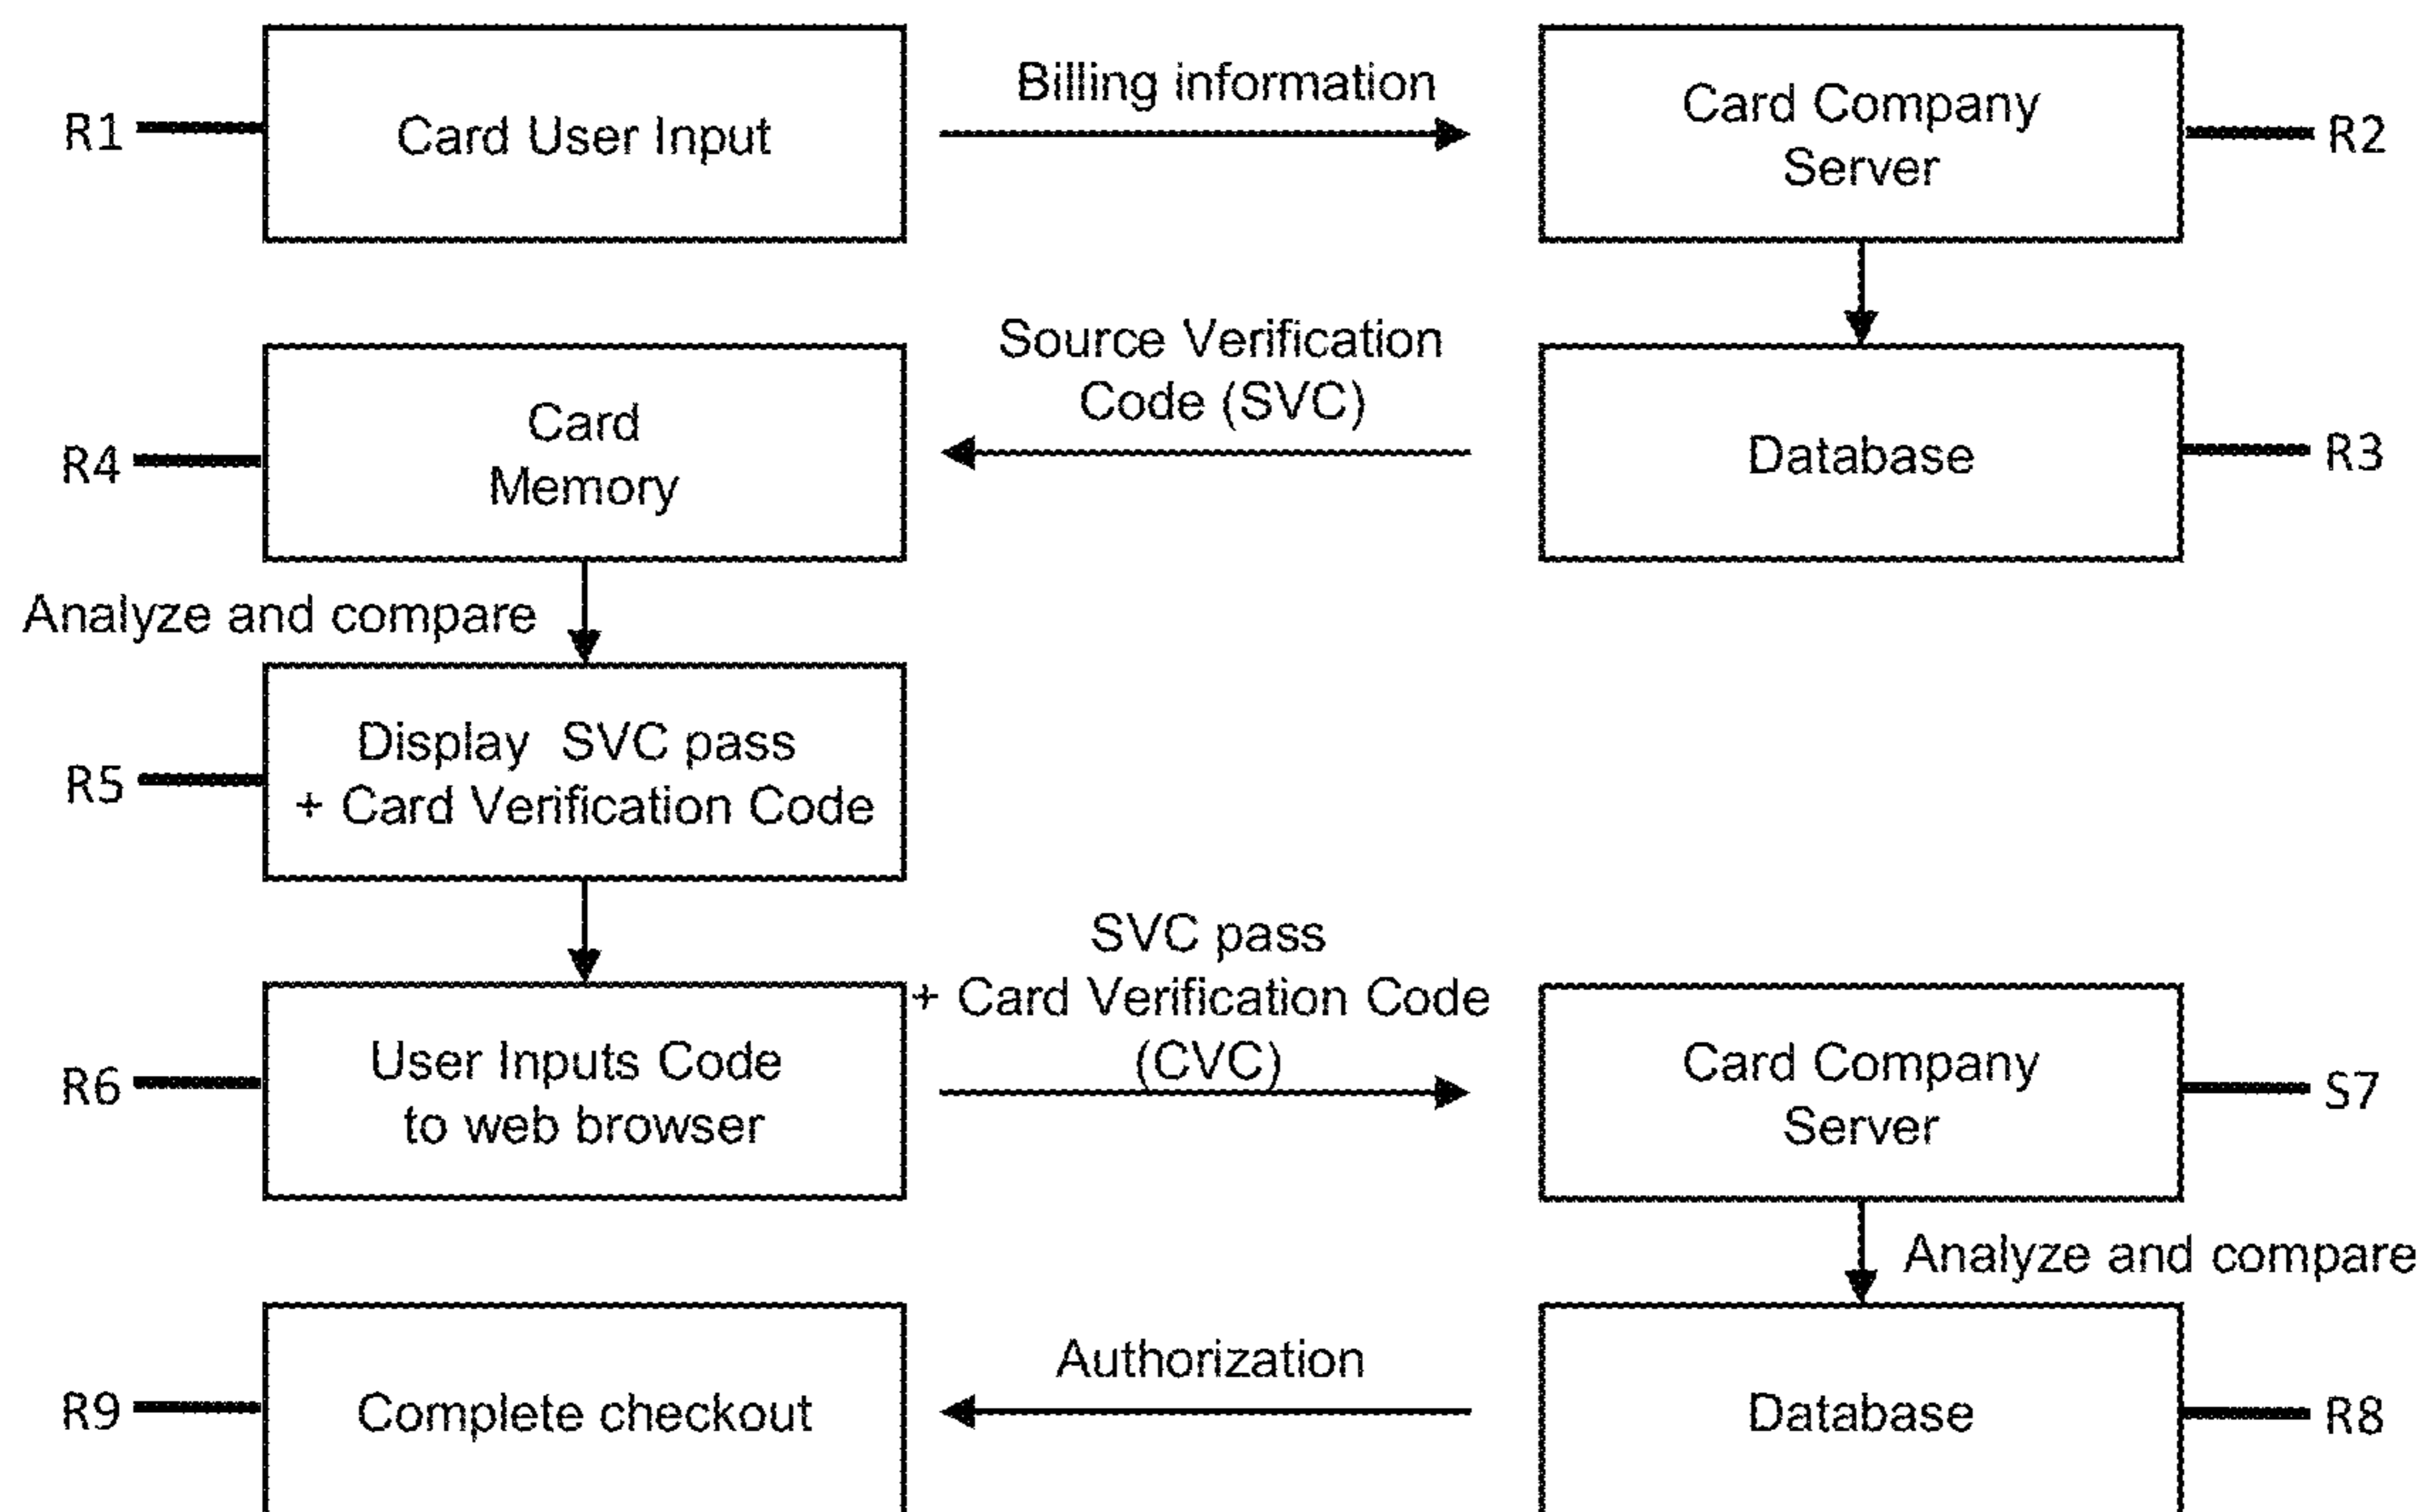 R1
Card User Input
Billing information
Card Company
Server
R2
R4
Card
Memory
Source Verification
Code (SVC)
Database
R3
Analyze and compare
R5
Display SVC pass
+ Card Verification Code
R6
User Inputs Code
to web browser
SVC pass
+ Card Verification Code
(CVC)
Card Company
Server
S7
Analyze and compare
R9
Complete checkout
Authorization
Database
R8